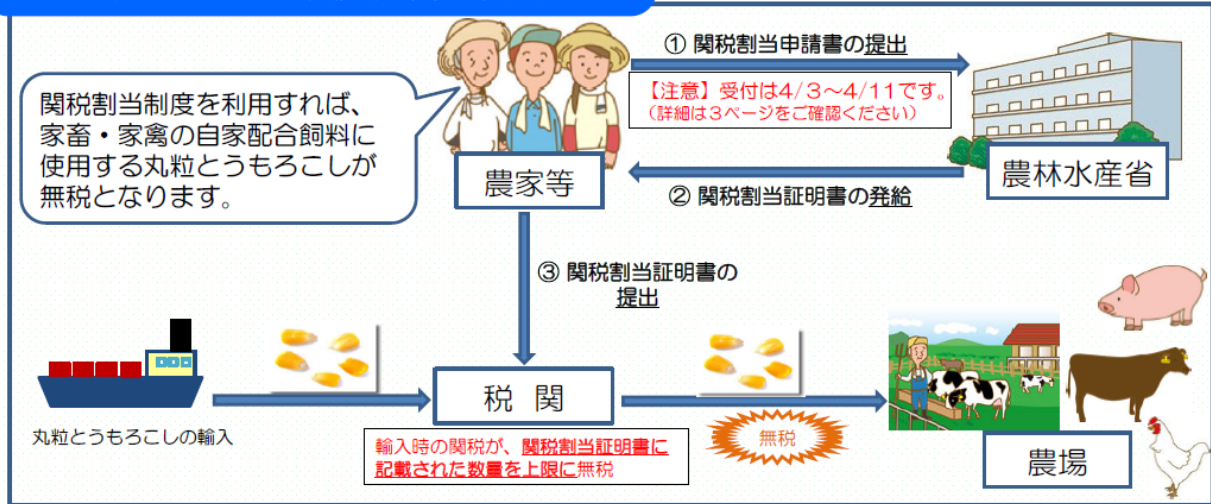 ① 関税割当申請書の提出
【注意】受付は4/3～4/11です。
（詳細は3ページをご確認ください）
関税割当制度を利用すれば、
家畜・家禽の自家配合飼料に
使用する丸粒とうもろこしが
無税となります。
農家等
農林水産省
② 関税割当証明書の発給
③ 関税割当証明書の
提出
税 関
無税
丸粒とうもろこしの輸入
輸入時の関税が、関税割当証明書に
記載された数量を上限に無税
農場